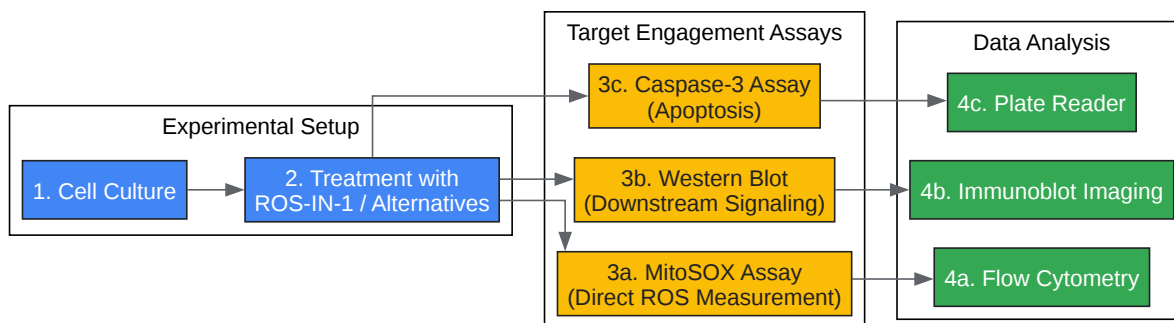 Experimental Setup
1. Cell Culture
2. Treatment with
ROS-IN-1 / Alternatives
Target Engagement Assays
3c. Caspase-3 Assay
(Apoptosis)
3b. Western Blot
(Downstream Signaling)
3a. MitoSOX Assay
(Direct ROS Measurement)
Data Analysis
4c. Plate Reader
4b. Immunoblot Imaging
4a. Flow Cytometry